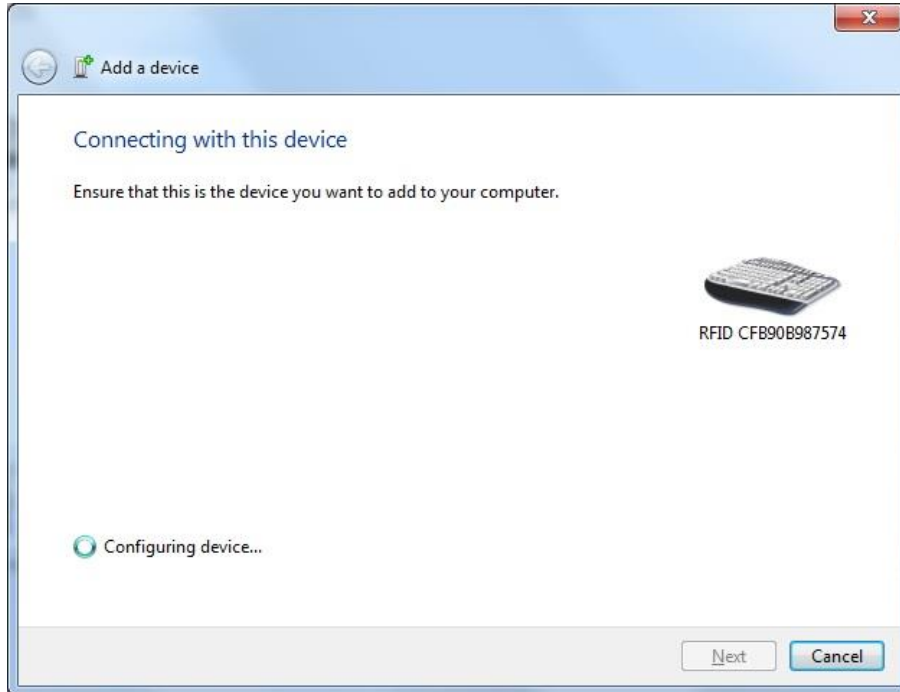 Add a device
Connecting with this device
Ensure that this is the device you want to add to your computer.
RFID CFB90B987574
Configuring device...
Next
Cancel